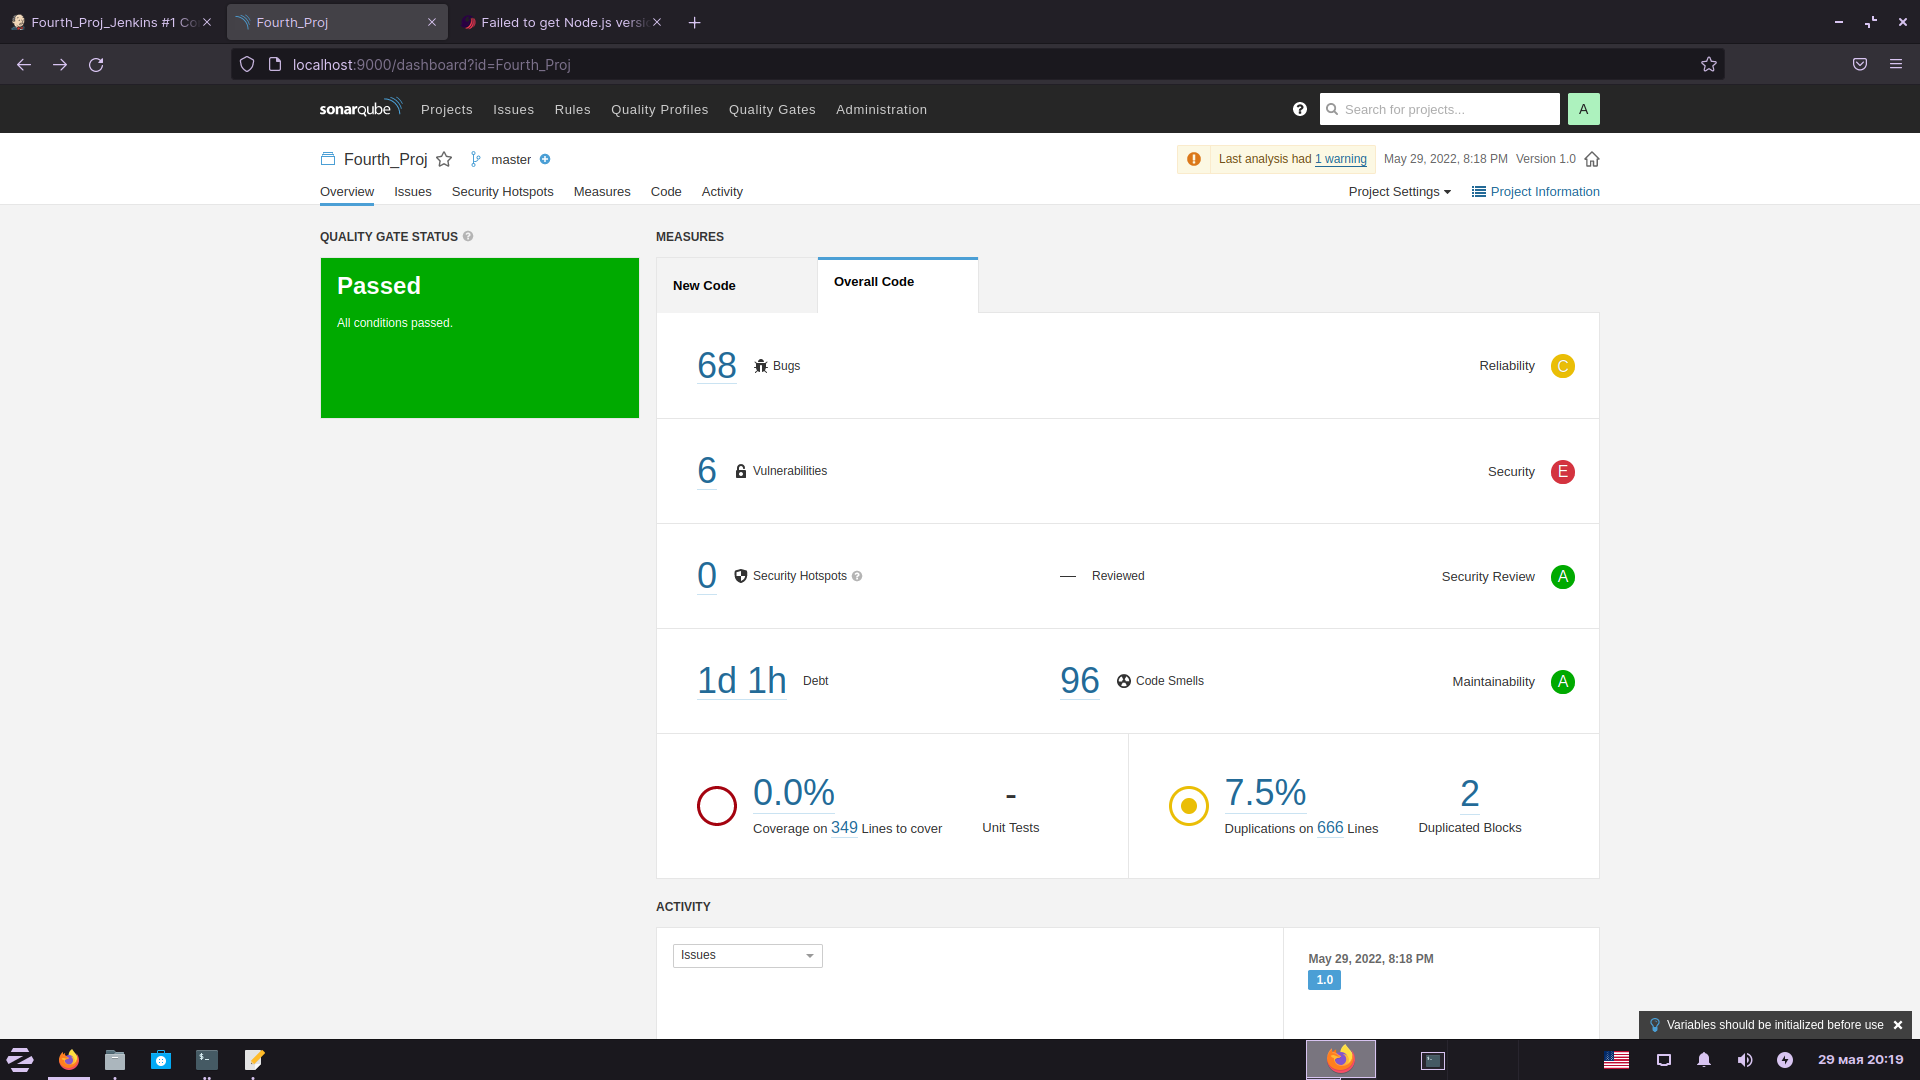 Fourth_Proj_Jenkins #1 Co
Fourth_Proj
Failed to get Node.js versi
localhost:9000/dashboard?id=Fourth_Proj
sonarqube
Projects
Issues
Rules
Quality Profiles
Quality Gates
Administration
Search for projects...
A
Fourth_Proj
master
Last analysis had 1 warning
May 29, 2022, 8:18 PM
Version 1.0
Overview
Issues
Security Hotspots
Measures
Code
Activity
Project Settings
Project Information
QUALITY GATE STATUS
Passed
All conditions passed.
MEASURES
New Code
Overall Code
68 Bugs
Reliability C
6 Vulnerabilities
Security E
0 Security Hotspots
Reviewed
Security Review A
1d 1h Debt
96 Code Smells
Maintainability A
0.0%
Coverage on 349 Lines to cover
-
Unit Tests
7.5%
Duplications on 666 Lines
2
Duplicated Blocks
ACTIVITY
Issues
May 29, 2022, 8:18 PM
1.0
Variables should be initialized before use
29 мая 20:19